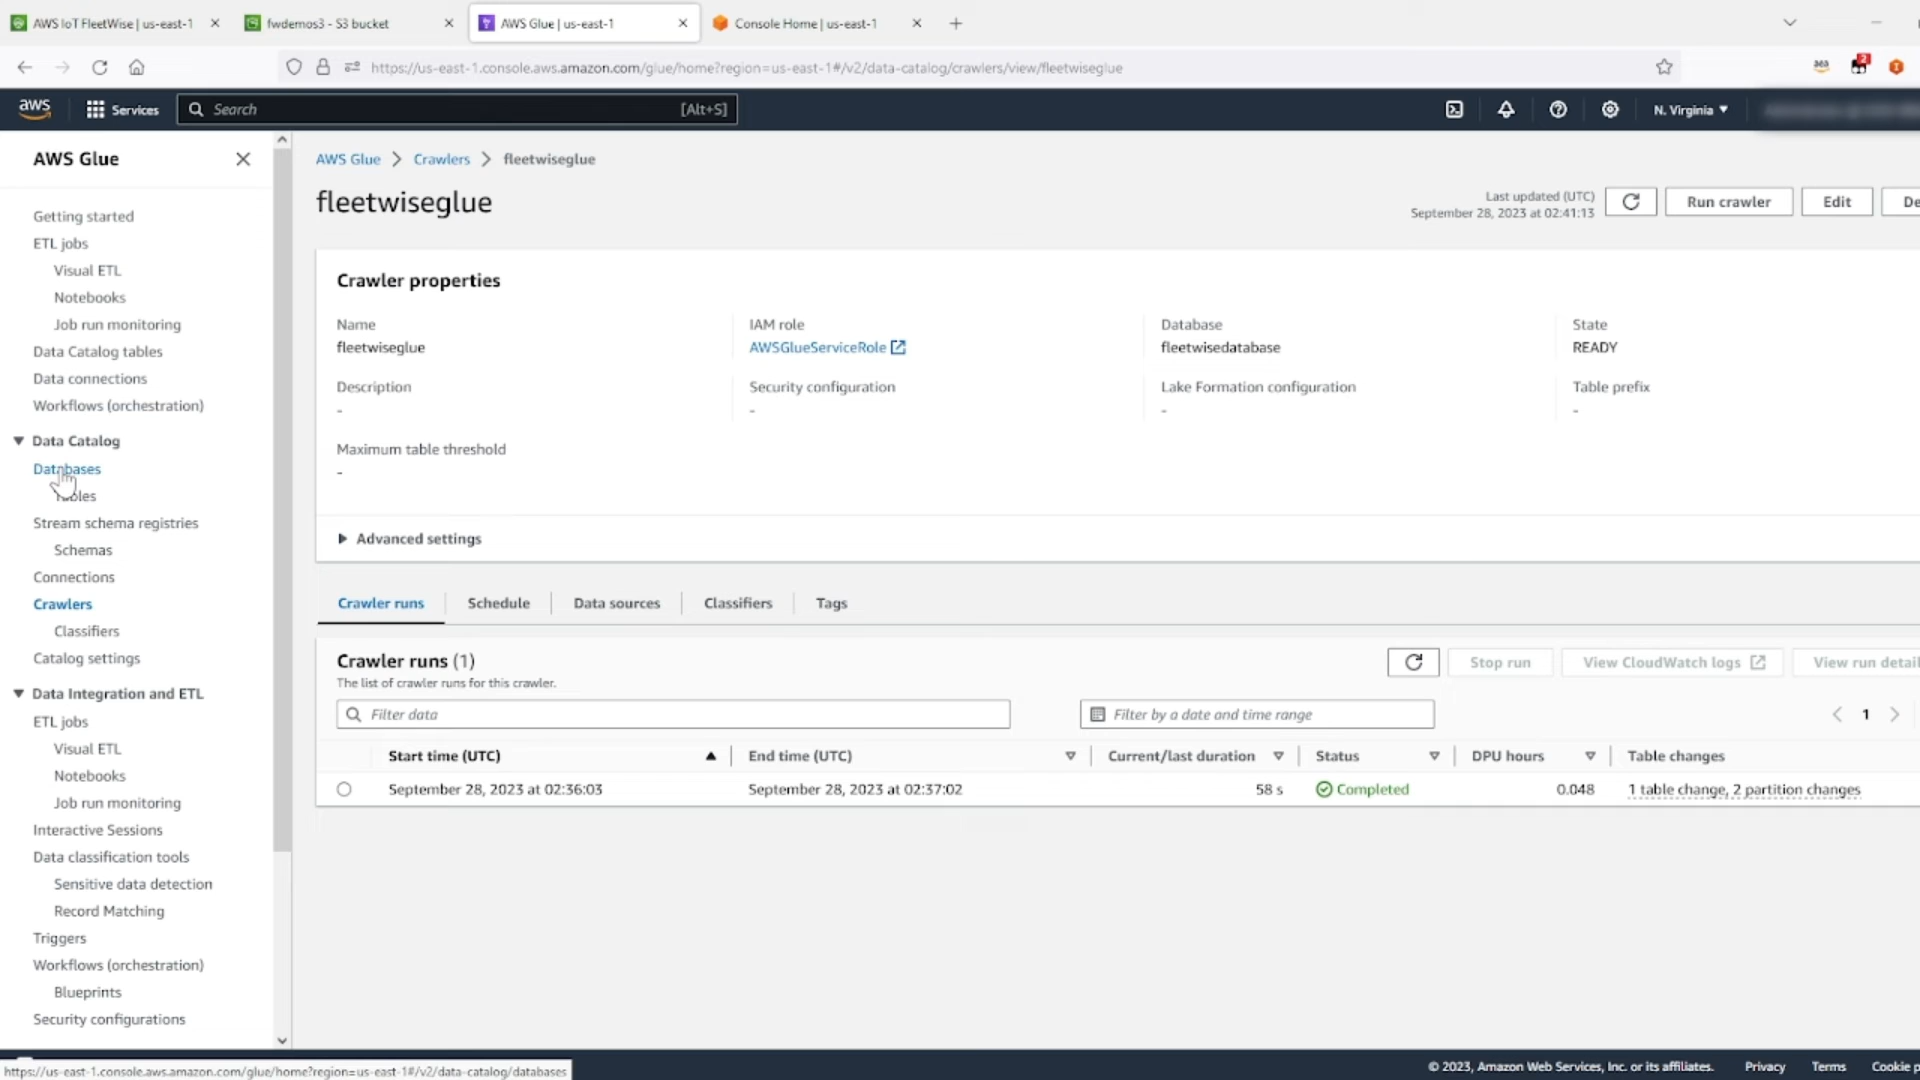 AWS IoT FleetWise | us-east-1
fwdemos3 - S3 bucket
AWS Glue | us-east-1
Console Home | us-east-1
https://us-east-1.console.aws.amazon.com/glue/home?region=us-east-1#/v2/data-catalog/crawlers/view/fleetwiseglue
2
aws
Services
Search
[Alt+S]
N. Virginia
AWS Glue
Getting started
ETL jobs
Visual ETL
Notebooks
Job run monitoring
Data Catalog tables
Data connections
Workflows (orchestration)
Data Catalog
Databases
Tables
Stream schema registries
Schemas
Connections
Crawlers
Classifiers
Catalog settings
Data Integration and ETL
ETL jobs
Visual ETL
Notebooks
Job run monitoring
Interactive Sessions
Data classification tools
Sensitive data detection
Record Matching
Triggers
Workflows (orchestration)
Blueprints
Security configurations
AWS Glue > Crawlers > fleetwiseglue
fleetwiseglue
Last updated (UTC)
September 28, 2023 at 02:41:13
Run crawler
Edit
De
Crawler properties
Name
fleetwiseglue
IAM role
AWSGlueServiceRole
Database
fleetwisedatabase
State
READY
Description
-
Security configuration
-
Lake Formation configuration
-
Table prefix
-
Maximum table threshold
-
Advanced settings
Crawler runs
Schedule
Data sources
Classifiers
Tags
Crawler runs (1)
The list of crawler runs for this crawler.
Stop run
View CloudWatch logs
View run detail
Filter data
Filter by a date and time range
1
Start time (UTC)
End time (UTC)
Current/last duration
Status
DPU hours
Table changes
September 28, 2023 at 02:36:03
September 28, 2023 at 02:37:02
58 s
Completed
0.048
1 table change, 2 partition changes
https://us-east-1.console.aws.amazon.com/glue/home?region=us-east-1#/v2/data-catalog/databases
© 2023, Amazon Web Services, Inc. or its affiliates.
Privacy
Terms
Cookie p